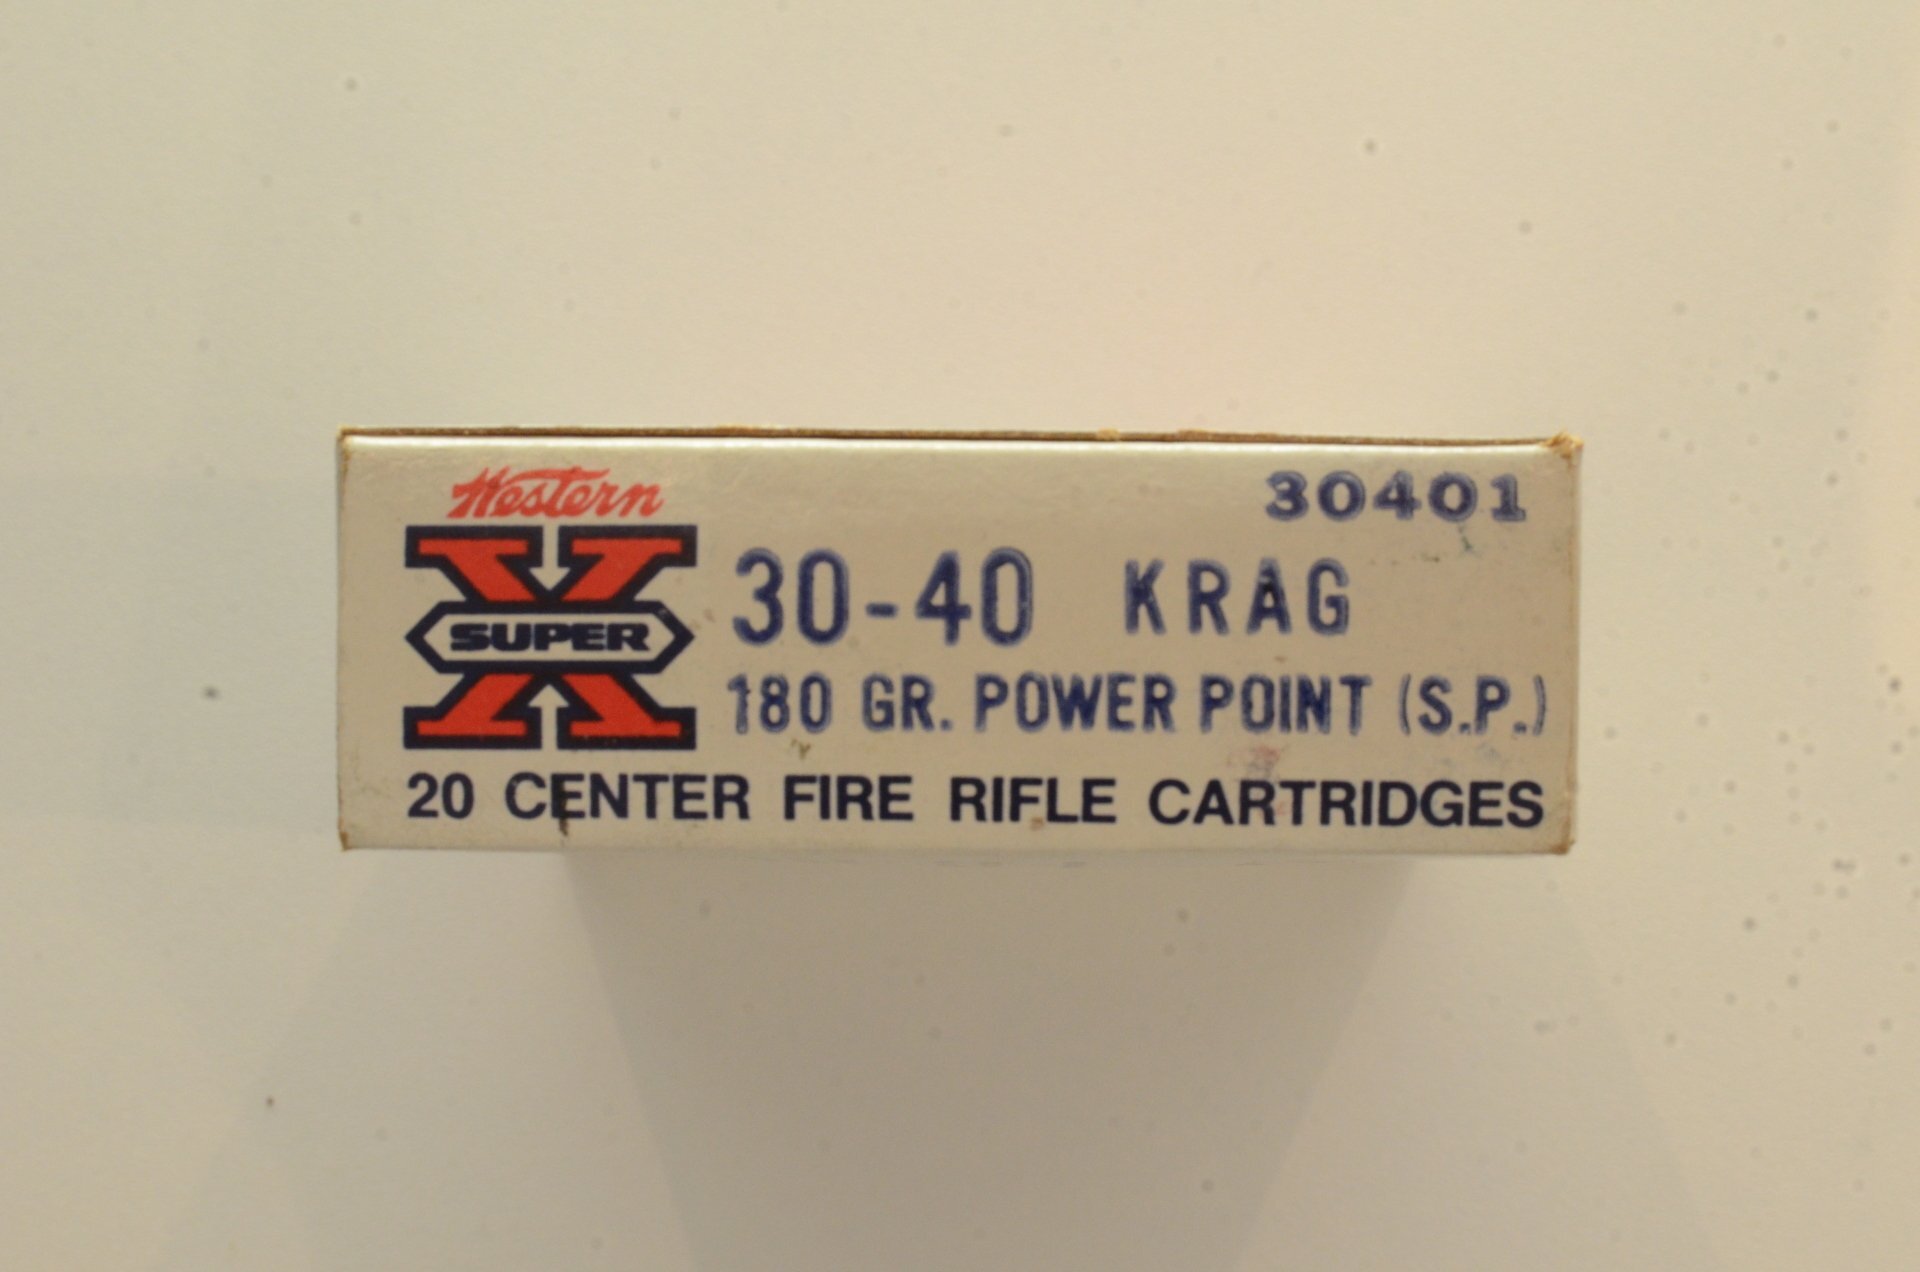 Western
30401
SUPER X
30-40 KRAG
180 GR. POWER POINT (S.P.)
20 CENTER FIRE RIFLE CARTRIDGES